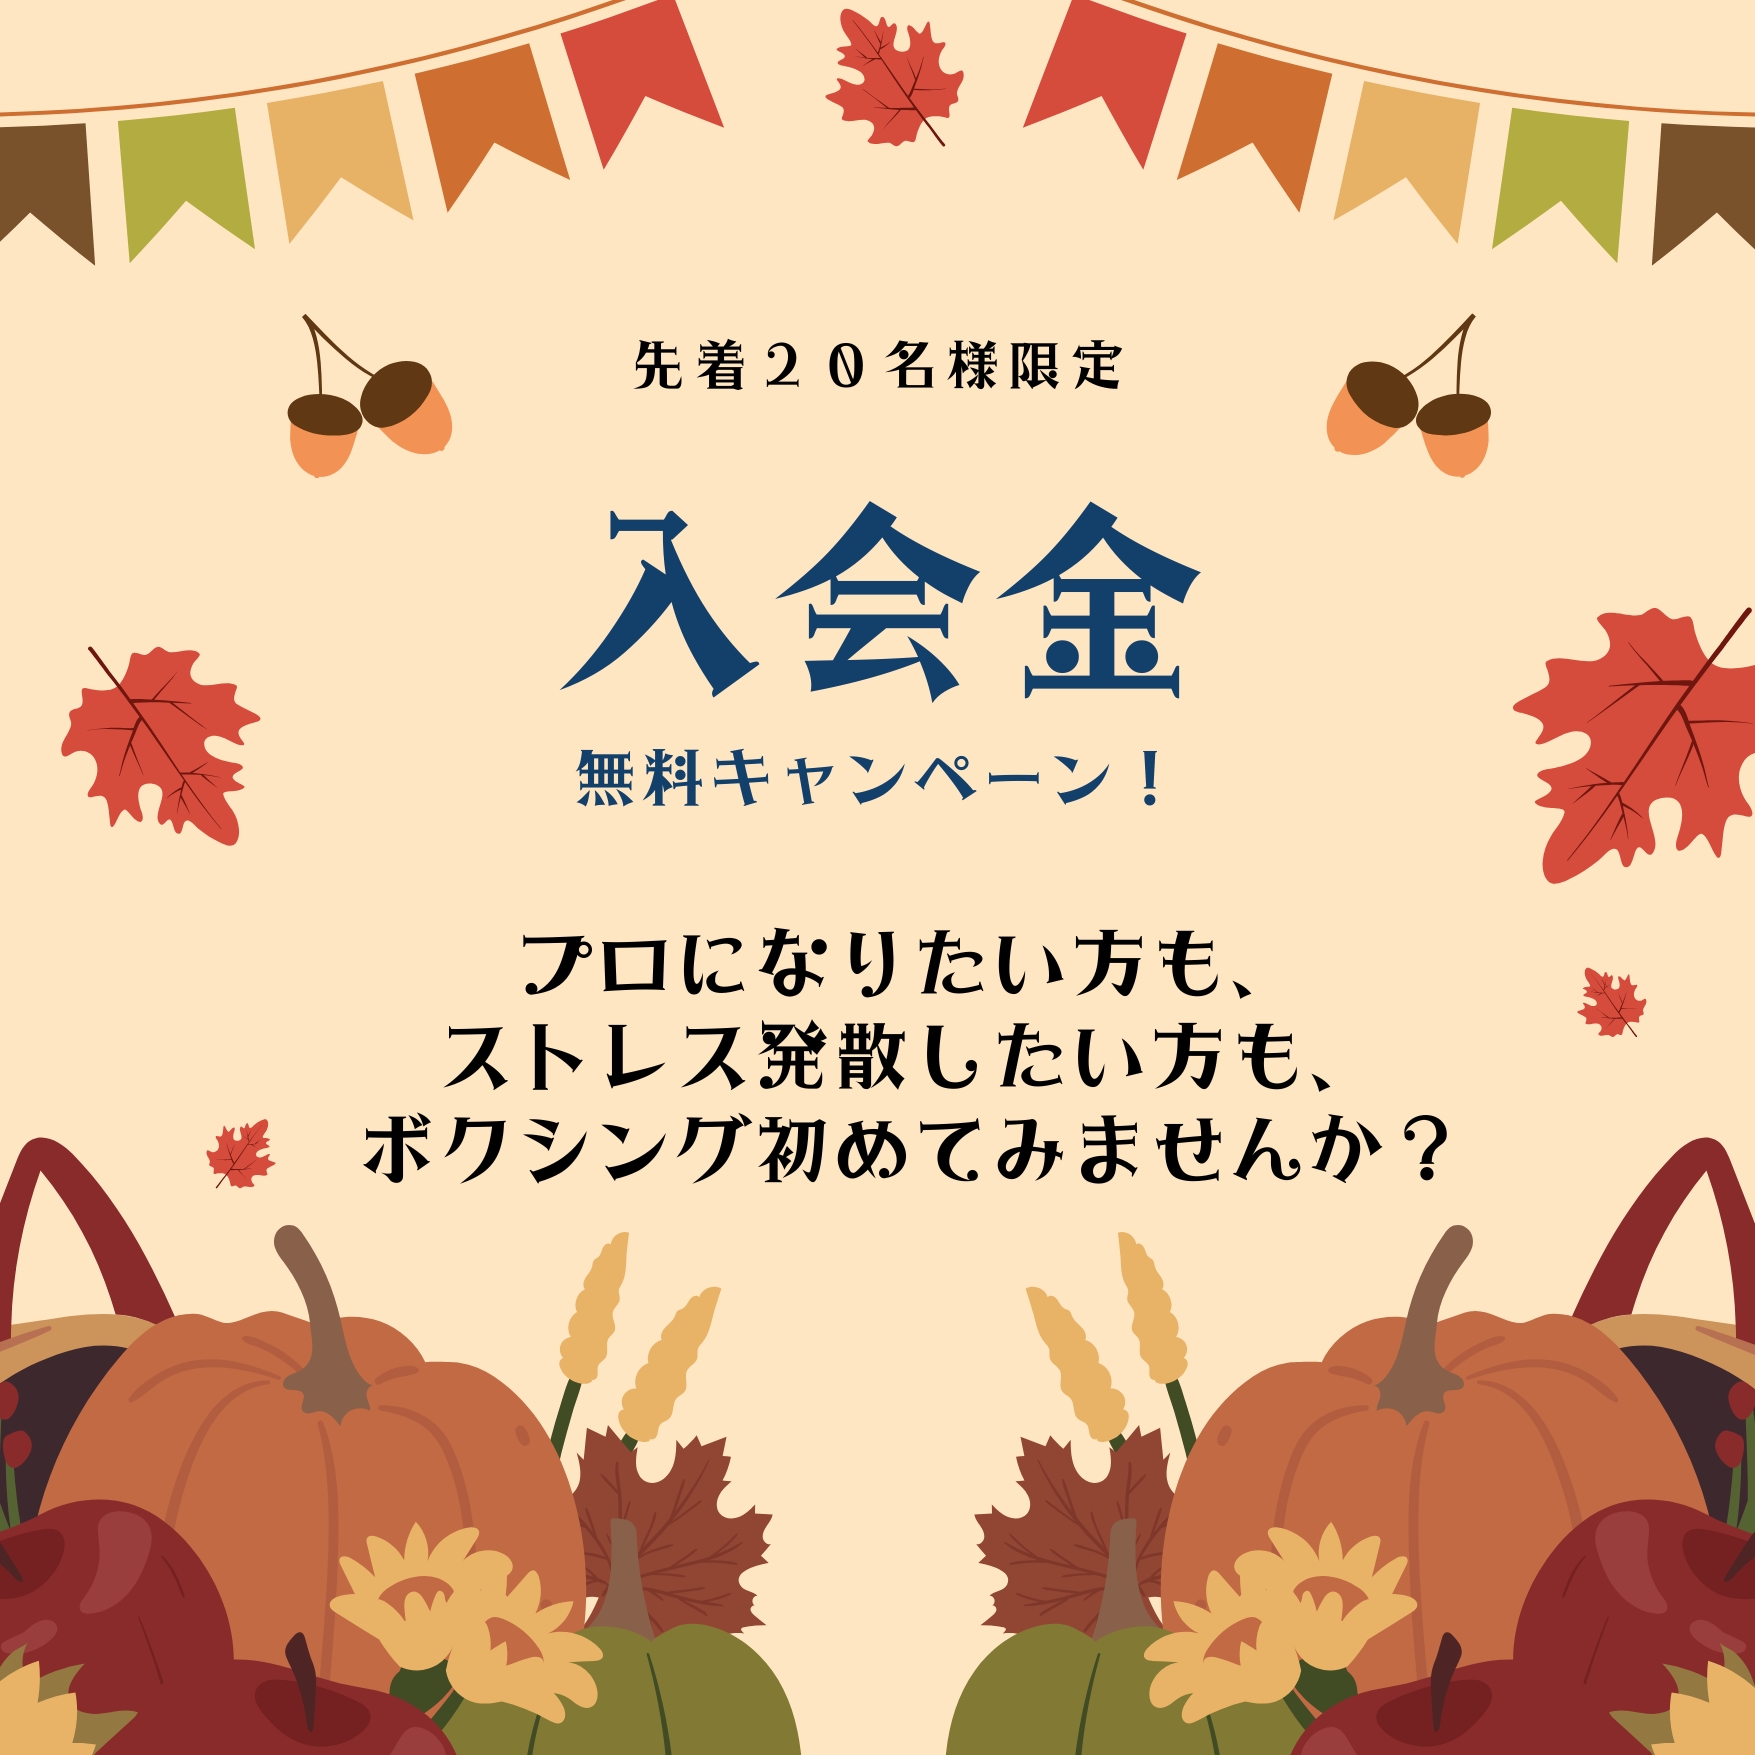 先着２０名様限定
入会金
無料キャンペーン！
プロになりたい方も、
ストレス発散したい方も、
ボクシング初めてみませんか？